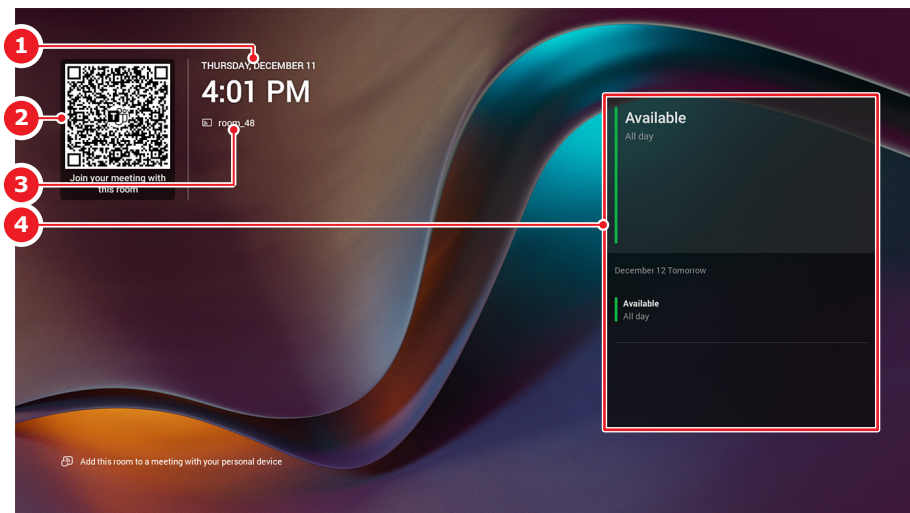 1
THURSDAY, DECEMBER 11
4:01 PM
2
room_48
3
Join your meeting with
this room
4
Available
All day
December 12 Tomorrow
Available
All day
Add this room to a meeting with your personal device